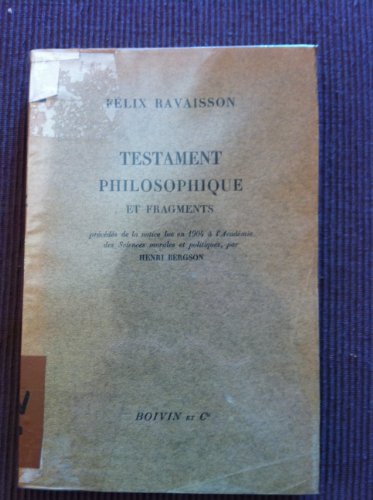 FÉLIX RAVAISSON
TESTAMENT
PHILOSOPHIQUE
ET FRAGMENTS
précédés de la notice lue en 1904 à l'Académie
des Sciences morales et politiques, par
HENRI BERGSON
BOIVIN ET Cie